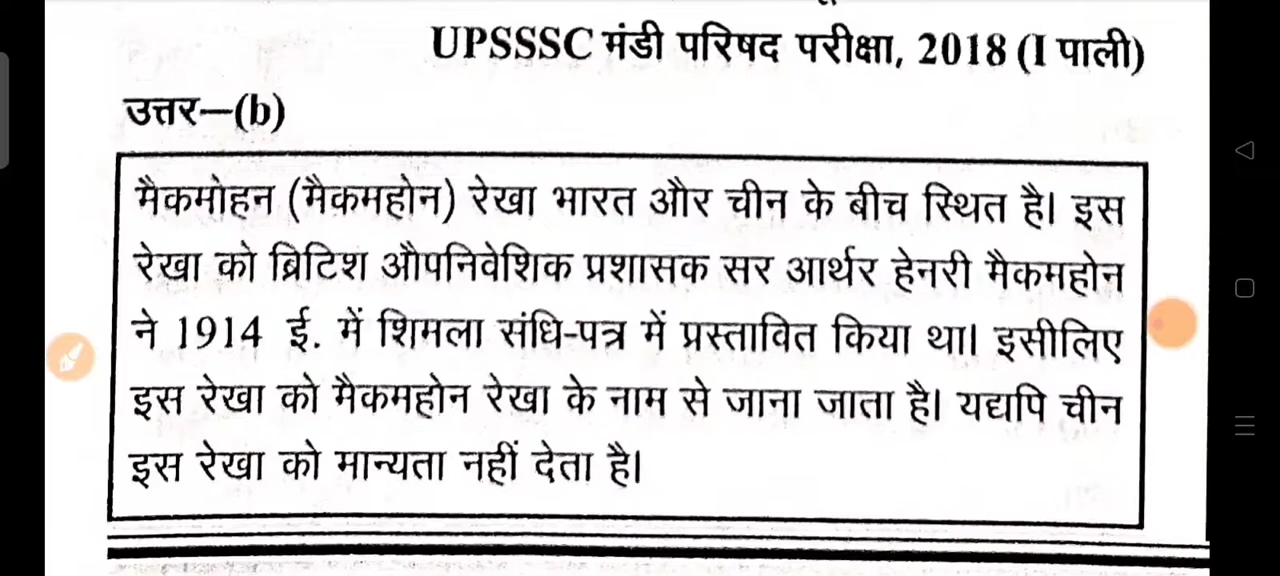 UPSSSC मंडी परिषद परीक्षा, 2018 (I पाली)
उत्तर—(b)
मैकमोहन (मैकमहोन) रेखा भारत और चीन के बीच स्थित है। इस
रेखा को ब्रिटिश औपनिवेशिक प्रशासक सर आर्थर हेनरी मैकमहोन
ने 1914 ई. में शिमला संधि-पत्र में प्रस्तावित किया था। इसीलिए
इस रेखा को मैकमहोन रेखा के नाम से जाना जाता है। यद्यपि चीन
इस रेखा को मान्यता नहीं देता है।